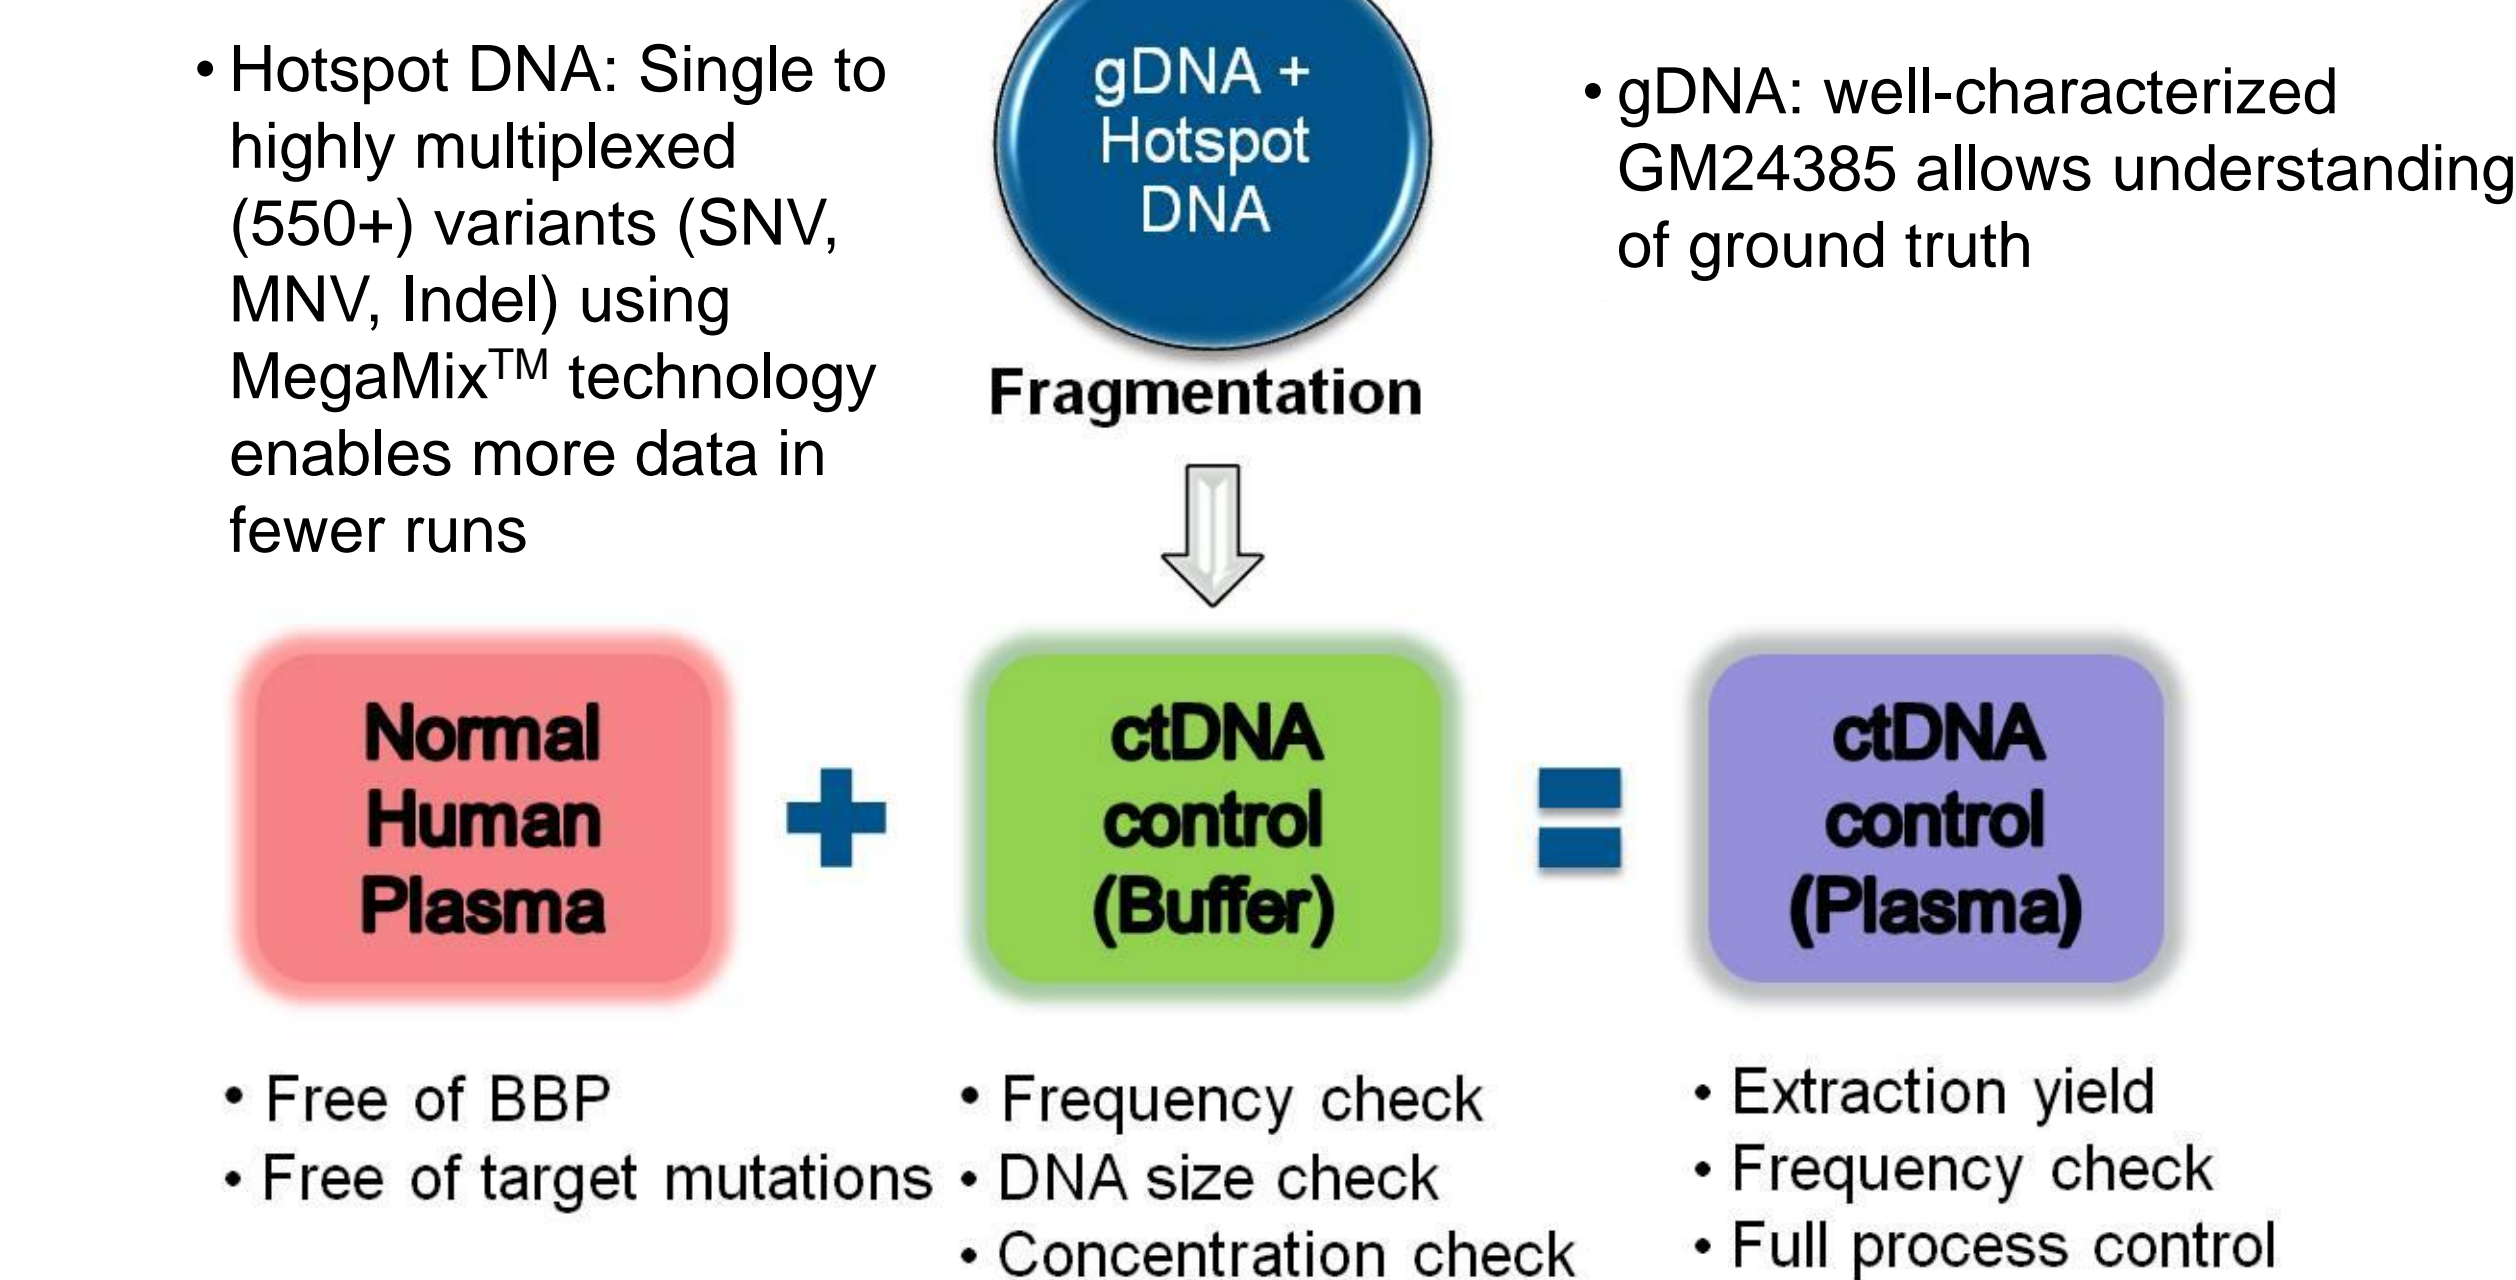 • Hotspot DNA: Single to
highly multiplexed
(550+) variants (SNV,
MNV, Indel) using
MegaMix™ technology
enables more data in
fewer runs
gDNA +
Hotspot
DNA
Fragmentation
• gDNA: well-characterized
GM24385 allows understanding
of ground truth
Normal
Human
Plasma
ctDNA
control
(Buffer)
ctDNA
control
(Plasma)
• Free of BBP
• Free of target mutations
• Frequency check
• DNA size check
• Concentration check
• Extraction yield
• Frequency check
• Full process control